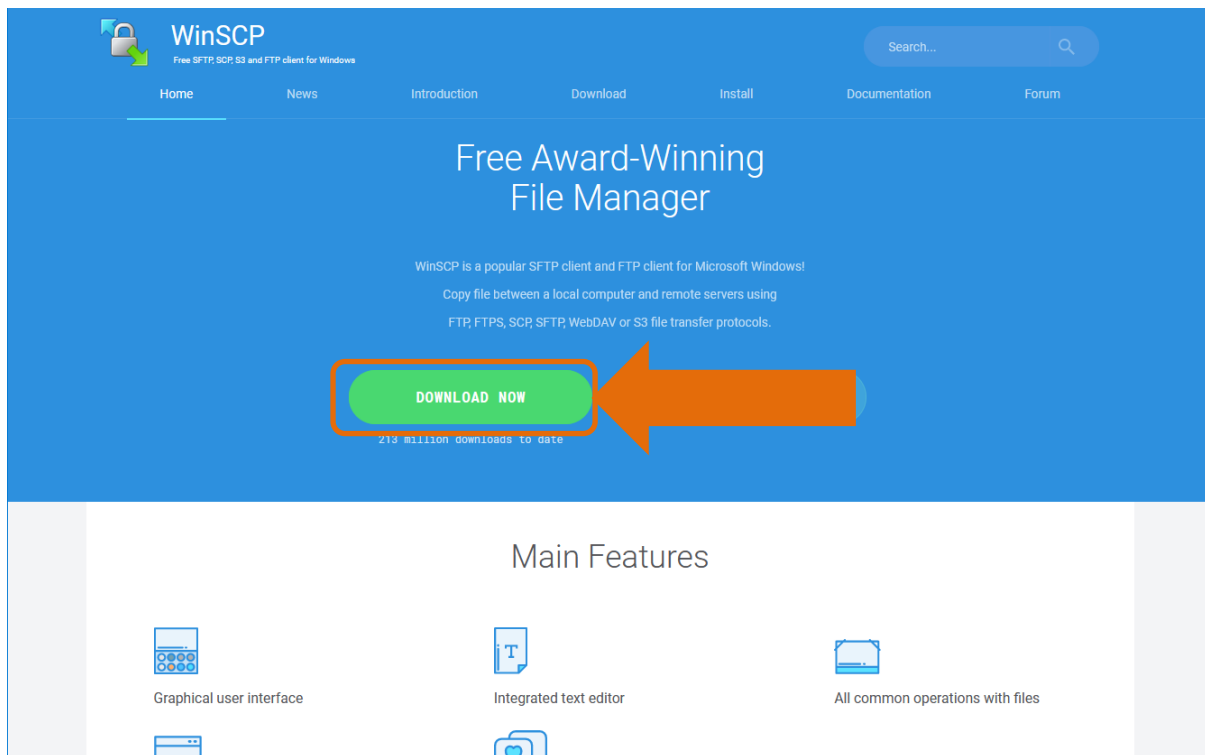 WinSCP
Free SFTP, SCP, S3 and FTP client for Windows
Search...
Home News Introduction Download Install Documentation Forum
Free Award-Winning
File Manager
WinSCP is a popular SFTP client and FTP client for Microsoft Windows!
Copy file between a local computer and remote servers using
FTP, FTPS, SCP, SFTP, WebDAV or S3 file transfer protocols.
DOWNLOAD NOW
213 million downloads to date
Main Features
T
Graphical user interface
Integrated text editor
All common operations with files